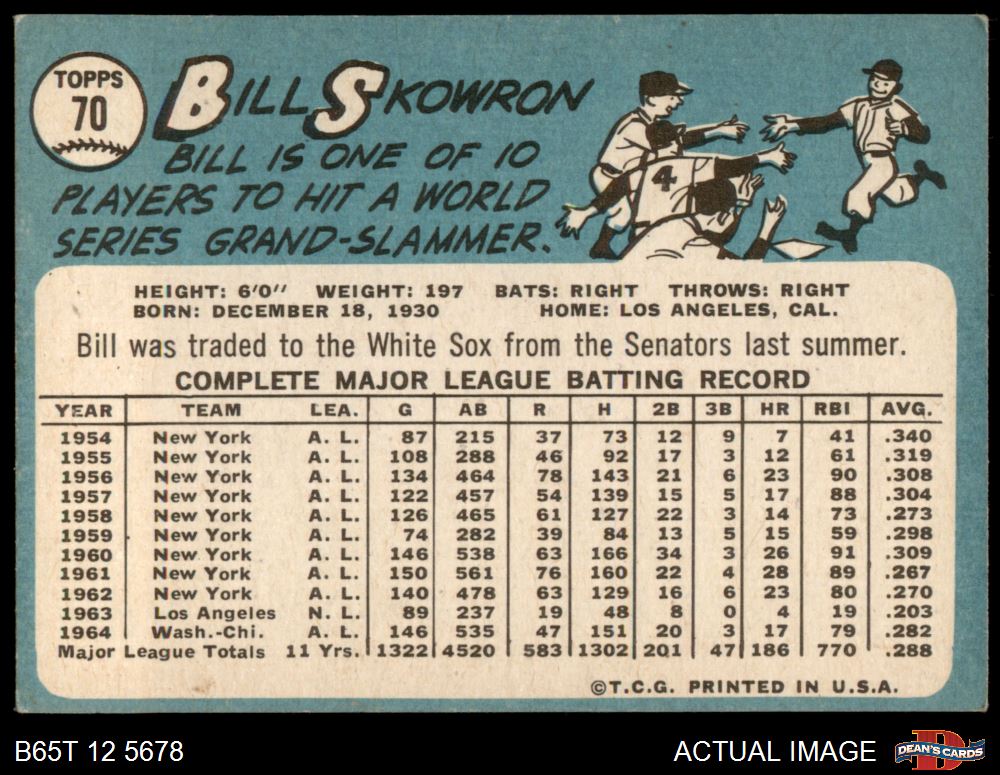 TOPPS
70
BILL SKOWRON
BILL IS ONE OF 10
PLAYERS TO HIT A WORLD
SERIES GRAND-SLAMMER.
4
HEIGHT: 6'0" WEIGHT: 197 BATS: RIGHT THROWS: RIGHT
BORN: DECEMBER 18, 1930 HOME: LOS ANGELES, CAL.
Bill was traded to the White Sox from the Senators last summer.
COMPLETE MAJOR LEAGUE BATTING RECORD
YEAR TEAM LEA. G AB R H 2B 3B HR RBI AVG.
1954 New York A. L. 87 215 37 73 12 9 7 41 .340
1955 New York A. L. 108 288 46 92 17 3 12 61 .319
1956 New York A. L. 134 464 78 143 21 6 23 90 .308
1957 New York A. L. 122 457 54 139 15 5 17 88 .304
1958 New York A. L. 126 465 61 127 22 3 14 73 .273
1959 New York A. L. 74 282 39 84 13 5 15 59 .298
1960 New York A. L. 146 538 63 166 34 3 26 91 .309
1961 New York A. L. 150 561 76 160 22 4 28 89 .267
1962 New York A. L. 140 478 63 129 16 6 23 80 .270
1963 Los Angeles N. L. 89 237 19 48 8 0 4 19 .203
1964 Wash.-Chi. A. L. 146 535 47 151 20 3 17 79 .282
Major League Totals 11 Yrs. 1322 4520 583 1302 201 47 186 770 .288
©T.C.G. PRINTED IN U.S.A.
B65T 12 5678 ACTUAL IMAGE DEAN'S CARDS